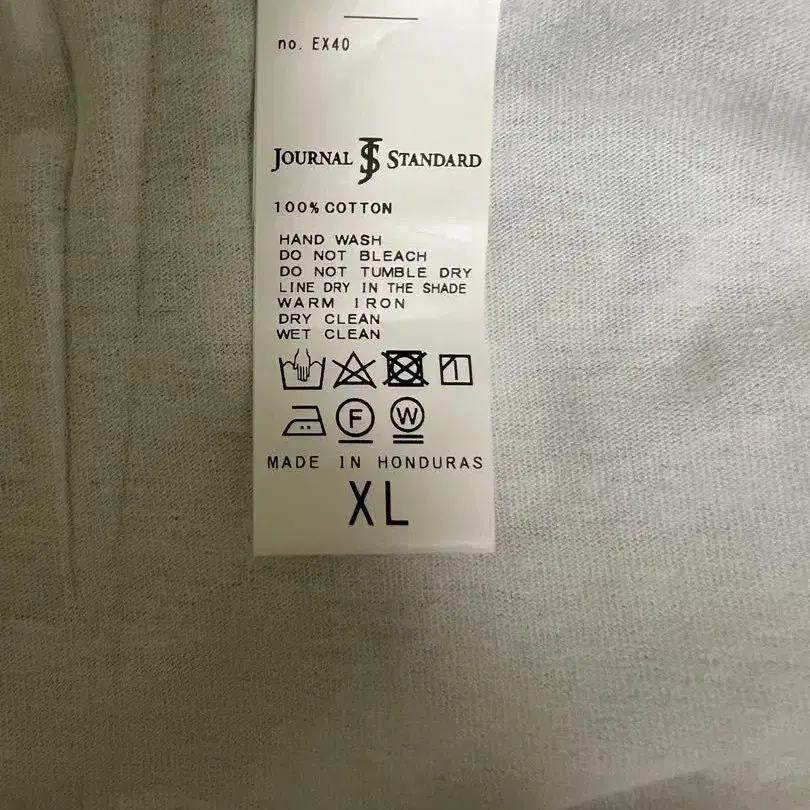 no. EX40
JOURNAL JS STANDARD
100% COTTON
HAND WASH
DO NOT BLEACH
DO NOT TUMBLE DRY
LINE DRY IN THE SHADE
WARM IRON
DRY CLEAN
WET CLEAN
F W
MADE IN HONDURAS
XL